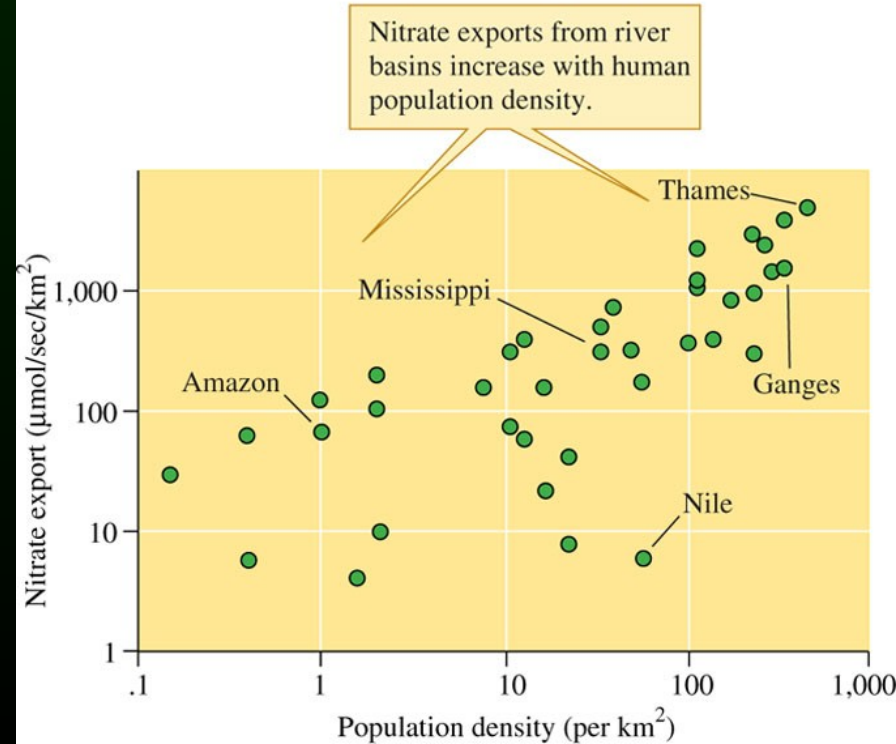 Nitrate exports from river
basins increase with human
population density.
Thames
Mississippi
Amazon
Ganges
Nile
Nitrate export (µmol/sec/km²)
1,000
100
10
1
.1 1 10 100 1,000
Population density (per km²)